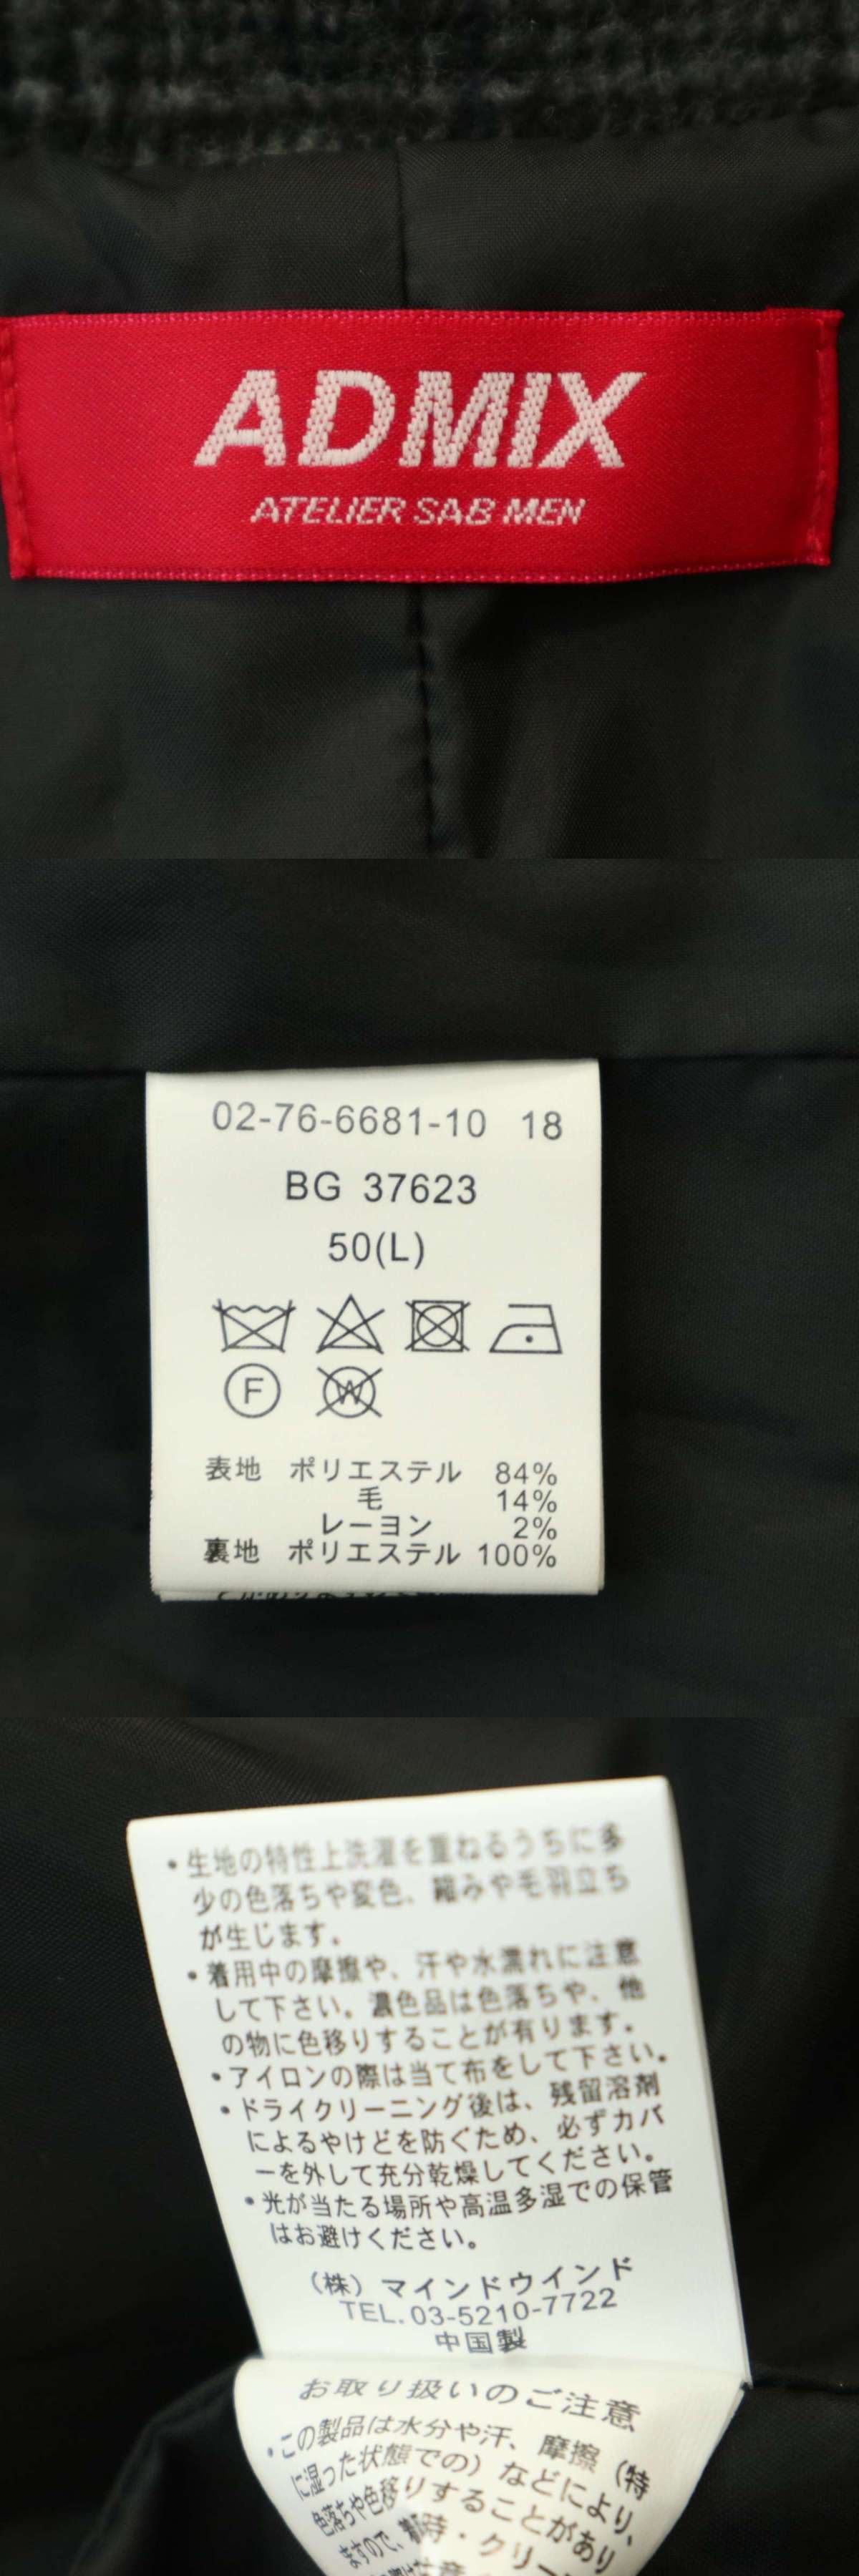 ADMIX
ATELIER SAB MEN
02-76-6681-10 18
BG 37623
50(L)
F
W
表地 ポリエステル 84%
毛 14%
レーヨン 2%
裏地 ポリエステル 100%
・生地の特性上洗濯を重ねるうちに多
少の色落ちや変色、縮みや毛羽立ち
が生じます。
・着用中の摩擦や、汗や水濡れに注意
して下さい。濃色品は色落ちや、他
の物に色移りすることが有ります。
・アイロンの際は当て布をして下さい。
・ドライクリーニング後は、残留溶剤
によるやけどを防ぐため、必ずカバ
ーを外して充分乾燥してください。
・光が当たる場所や高温多湿での保管
はお避けください。
(株)マインドウインド
TEL.03-5210-7722
中国製
お取り扱いのご注意
・この製品は水分や汗、摩擦(特
に湿った状態での)などにより、
色落ちや色移りすることがあり
ますので、着時・クリー